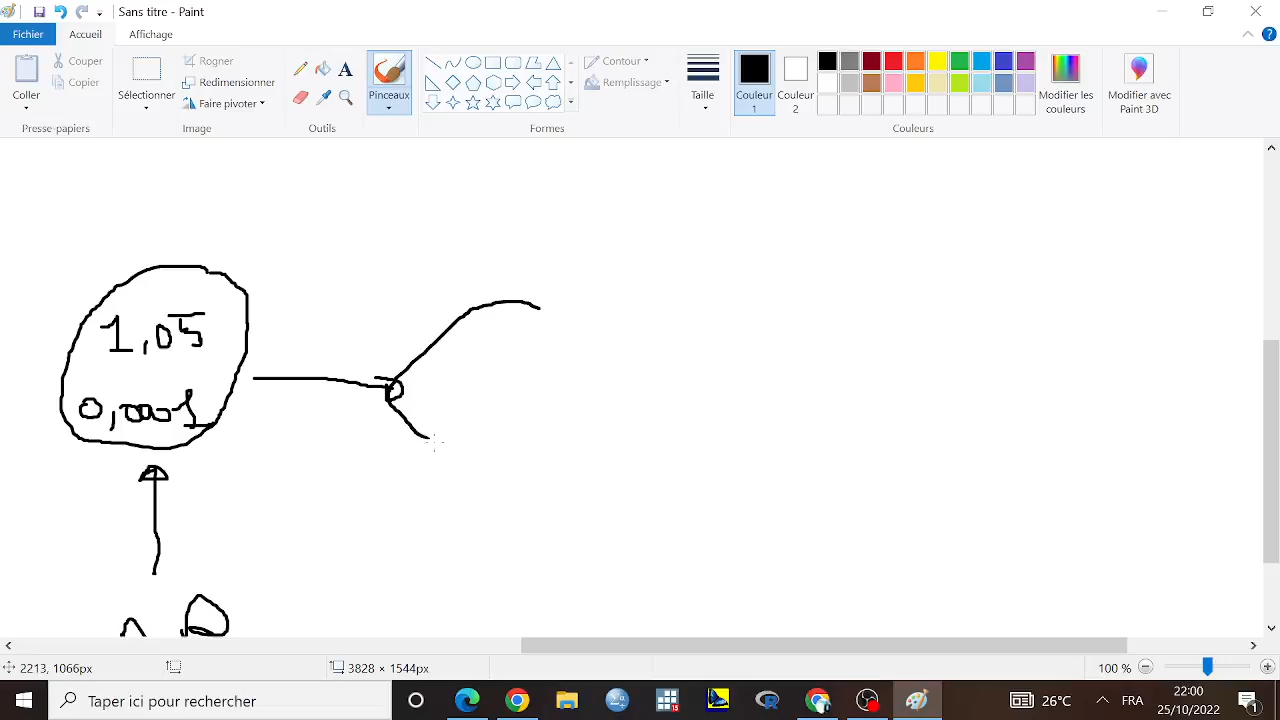 Sans titre - Paint
Fichier Accueil Affichage
Coller
Couper
Copier
Presse-papiers
Sélectionner
Rogner
Redimensionner
Faire pivoter
Image
Outils
Pinceaux
Formes
Contour
Remplissage
Taille
Couleur 1
Couleur 2
Modifier les couleurs
Modifier avec Paint 3D
Couleurs
1,05
0,0001
2213, 1066px
3828 × 1544px
100 %
Taper ici pour rechercher
26°C
FRA
22:00
25/10/2022